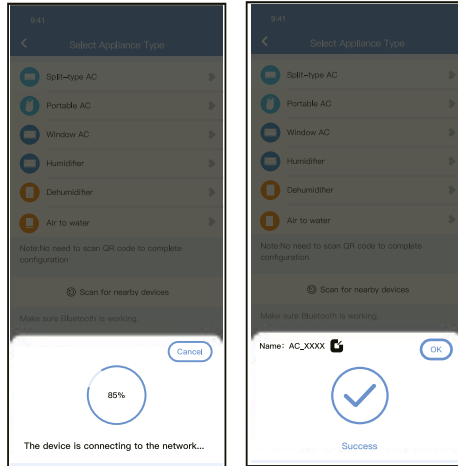 9:41
Select Appliance Type
Split-type AC
Portable AC
Window AC
Humidifier
Dehumidifier
Air to water
Note:No need to scan QR code to complete
configuration
Scan for nearby devices
Make sure Bluetooth is working.
Cancel
85%
The device is connecting to the network...
9:41
Select Appliance Type
Split-type AC
Portable AC
Window AC
Humidifier
Dehumidifier
Air to water
Note:No need to scan QR code to complete
configuration
Scan for nearby devices
Make sure Bluetooth is working.
Name: AC_XXXX
OK
Success